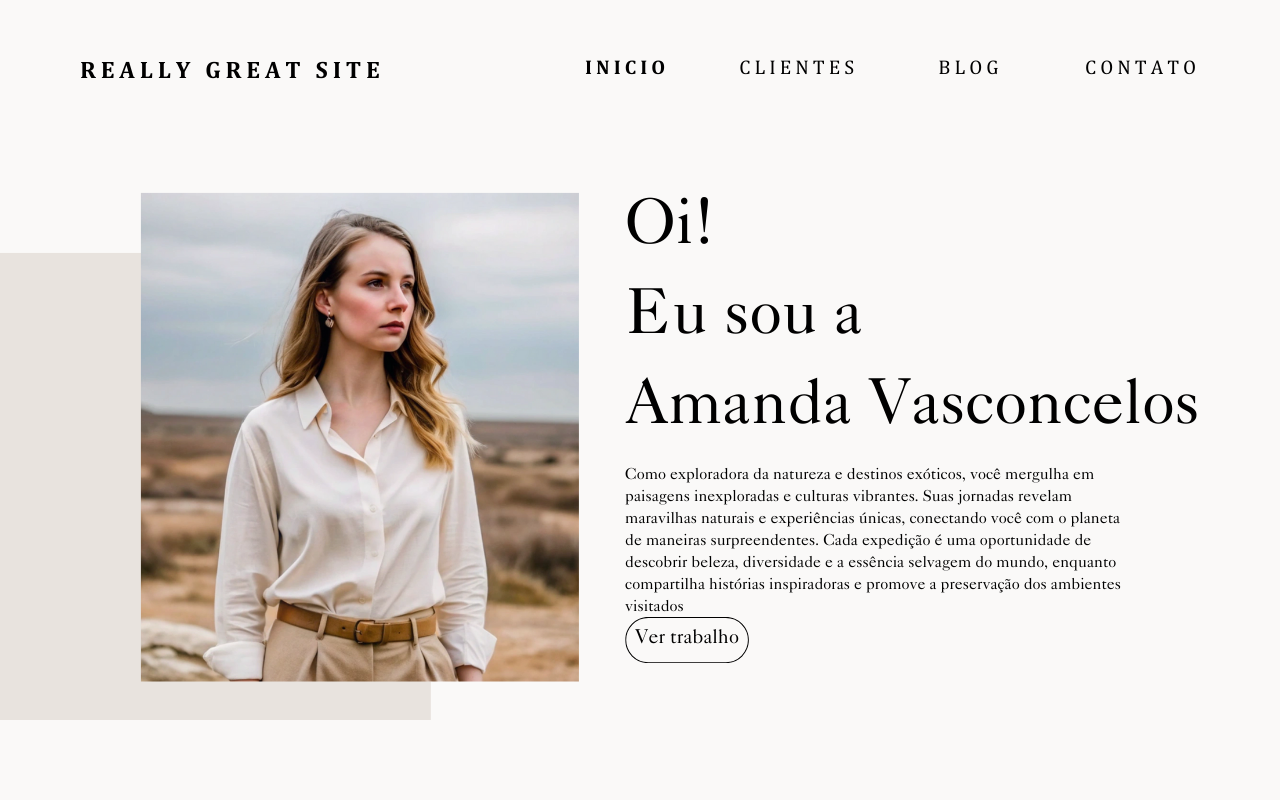 REALLY GREAT SITE
INICIO
CLIENTES
BLOG
CONTATO
Oi!
Eu sou a
Amanda Vasconcelos
Como exploradora da natureza e destinos exóticos, você mergulha em
paisagens inexploradas e culturas vibrantes. Suas jornadas revelam
maravilhas naturais e experiências únicas, conectando você com o planeta
de maneiras surpreendentes. Cada expedição é uma oportunidade de
descobrir beleza, diversidade e a essência selvagem do mundo, enquanto
compartilha histórias inspiradoras e promove a preservação dos ambientes
visitados
Ver trabalho